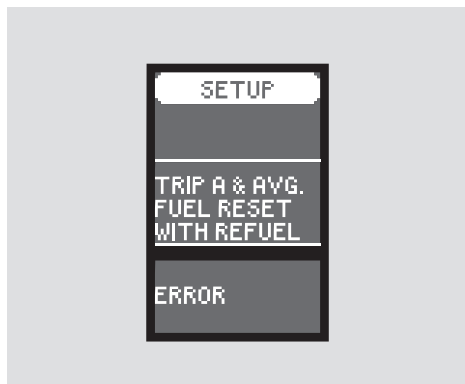 SETUP
TRIP A & AVG.
FUEL RESET
WITH REFUEL
ERROR